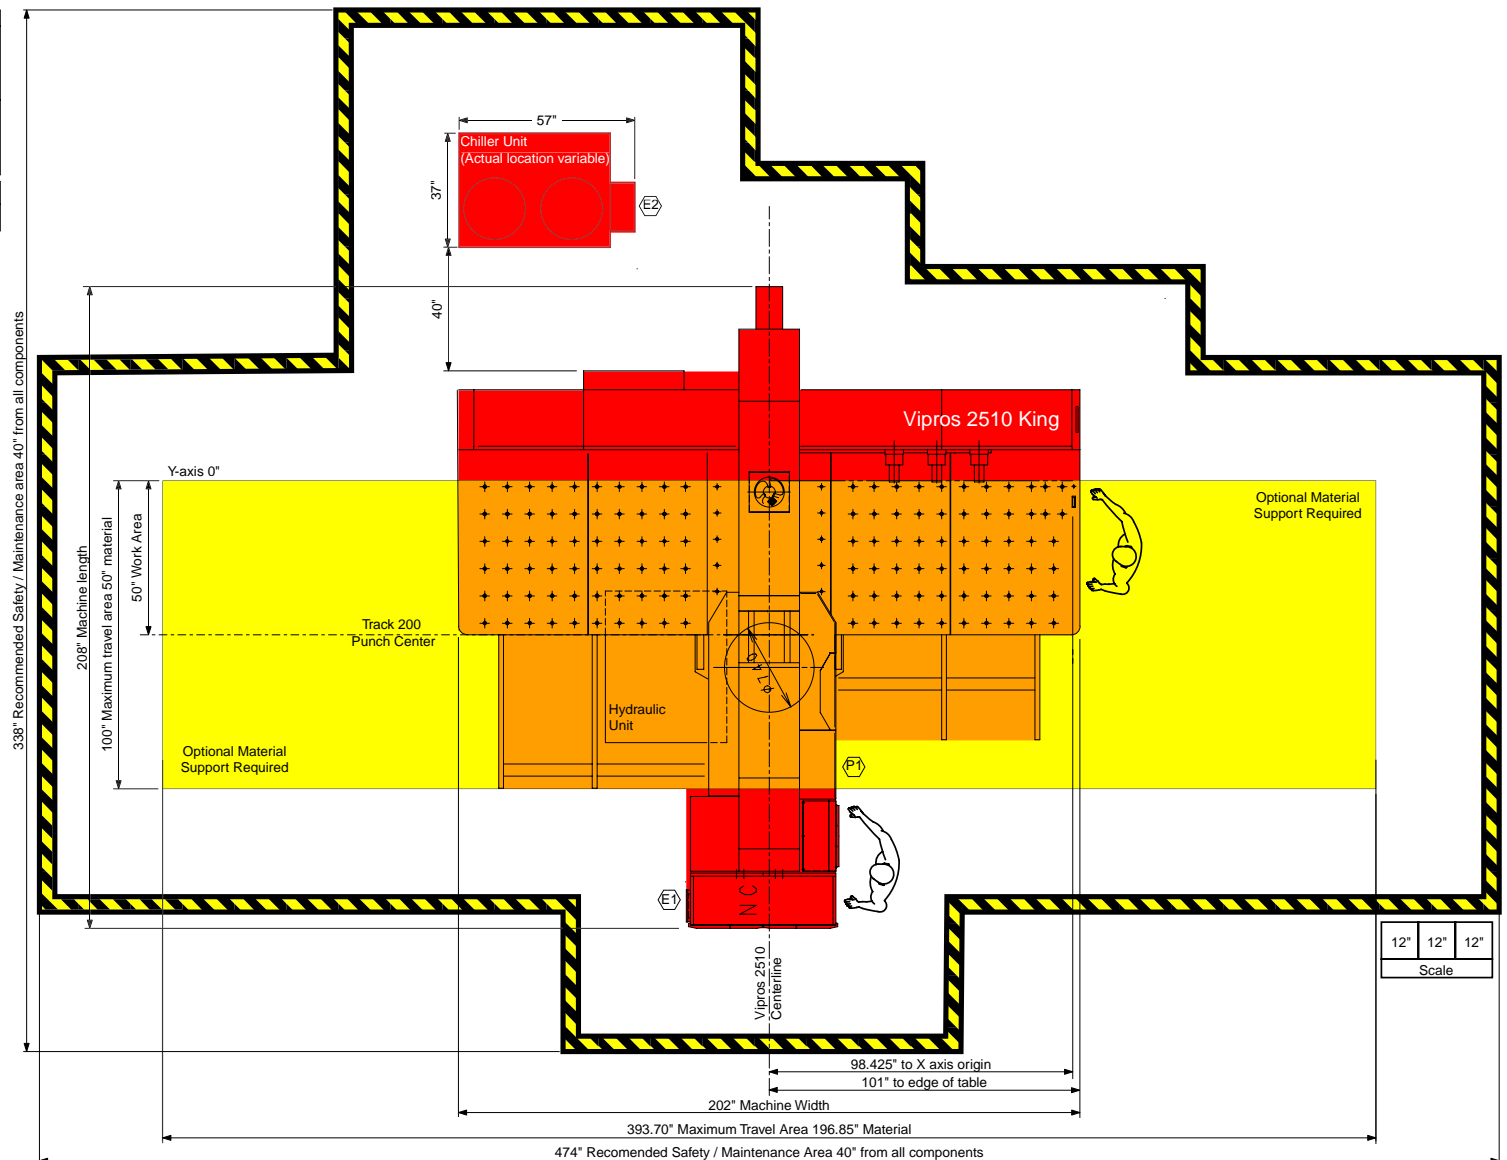 57"
Chiller Unit
(Actual location variable)
37"
E2
40"
338" Recommended Safety / Maintenance area 40" from all components
208" Machine length
100" Maximum travel area 50" material
50" Work Area
Y-axis 0"
Vipros 2510 King
Optional Material
Support Required
Track 200
Punch Center
Hydraulic
Unit
Optional Material
Support Required
P1
E1
NC
Vipros 2510
Centerline
12" 12" 12"
Scale
98.425" to X axis origin
101" to edge of table
202" Machine Width
393.70" Maximum Travel Area 196.85" Material
474" Recomended Safety / Maintenance Area 40" from all components